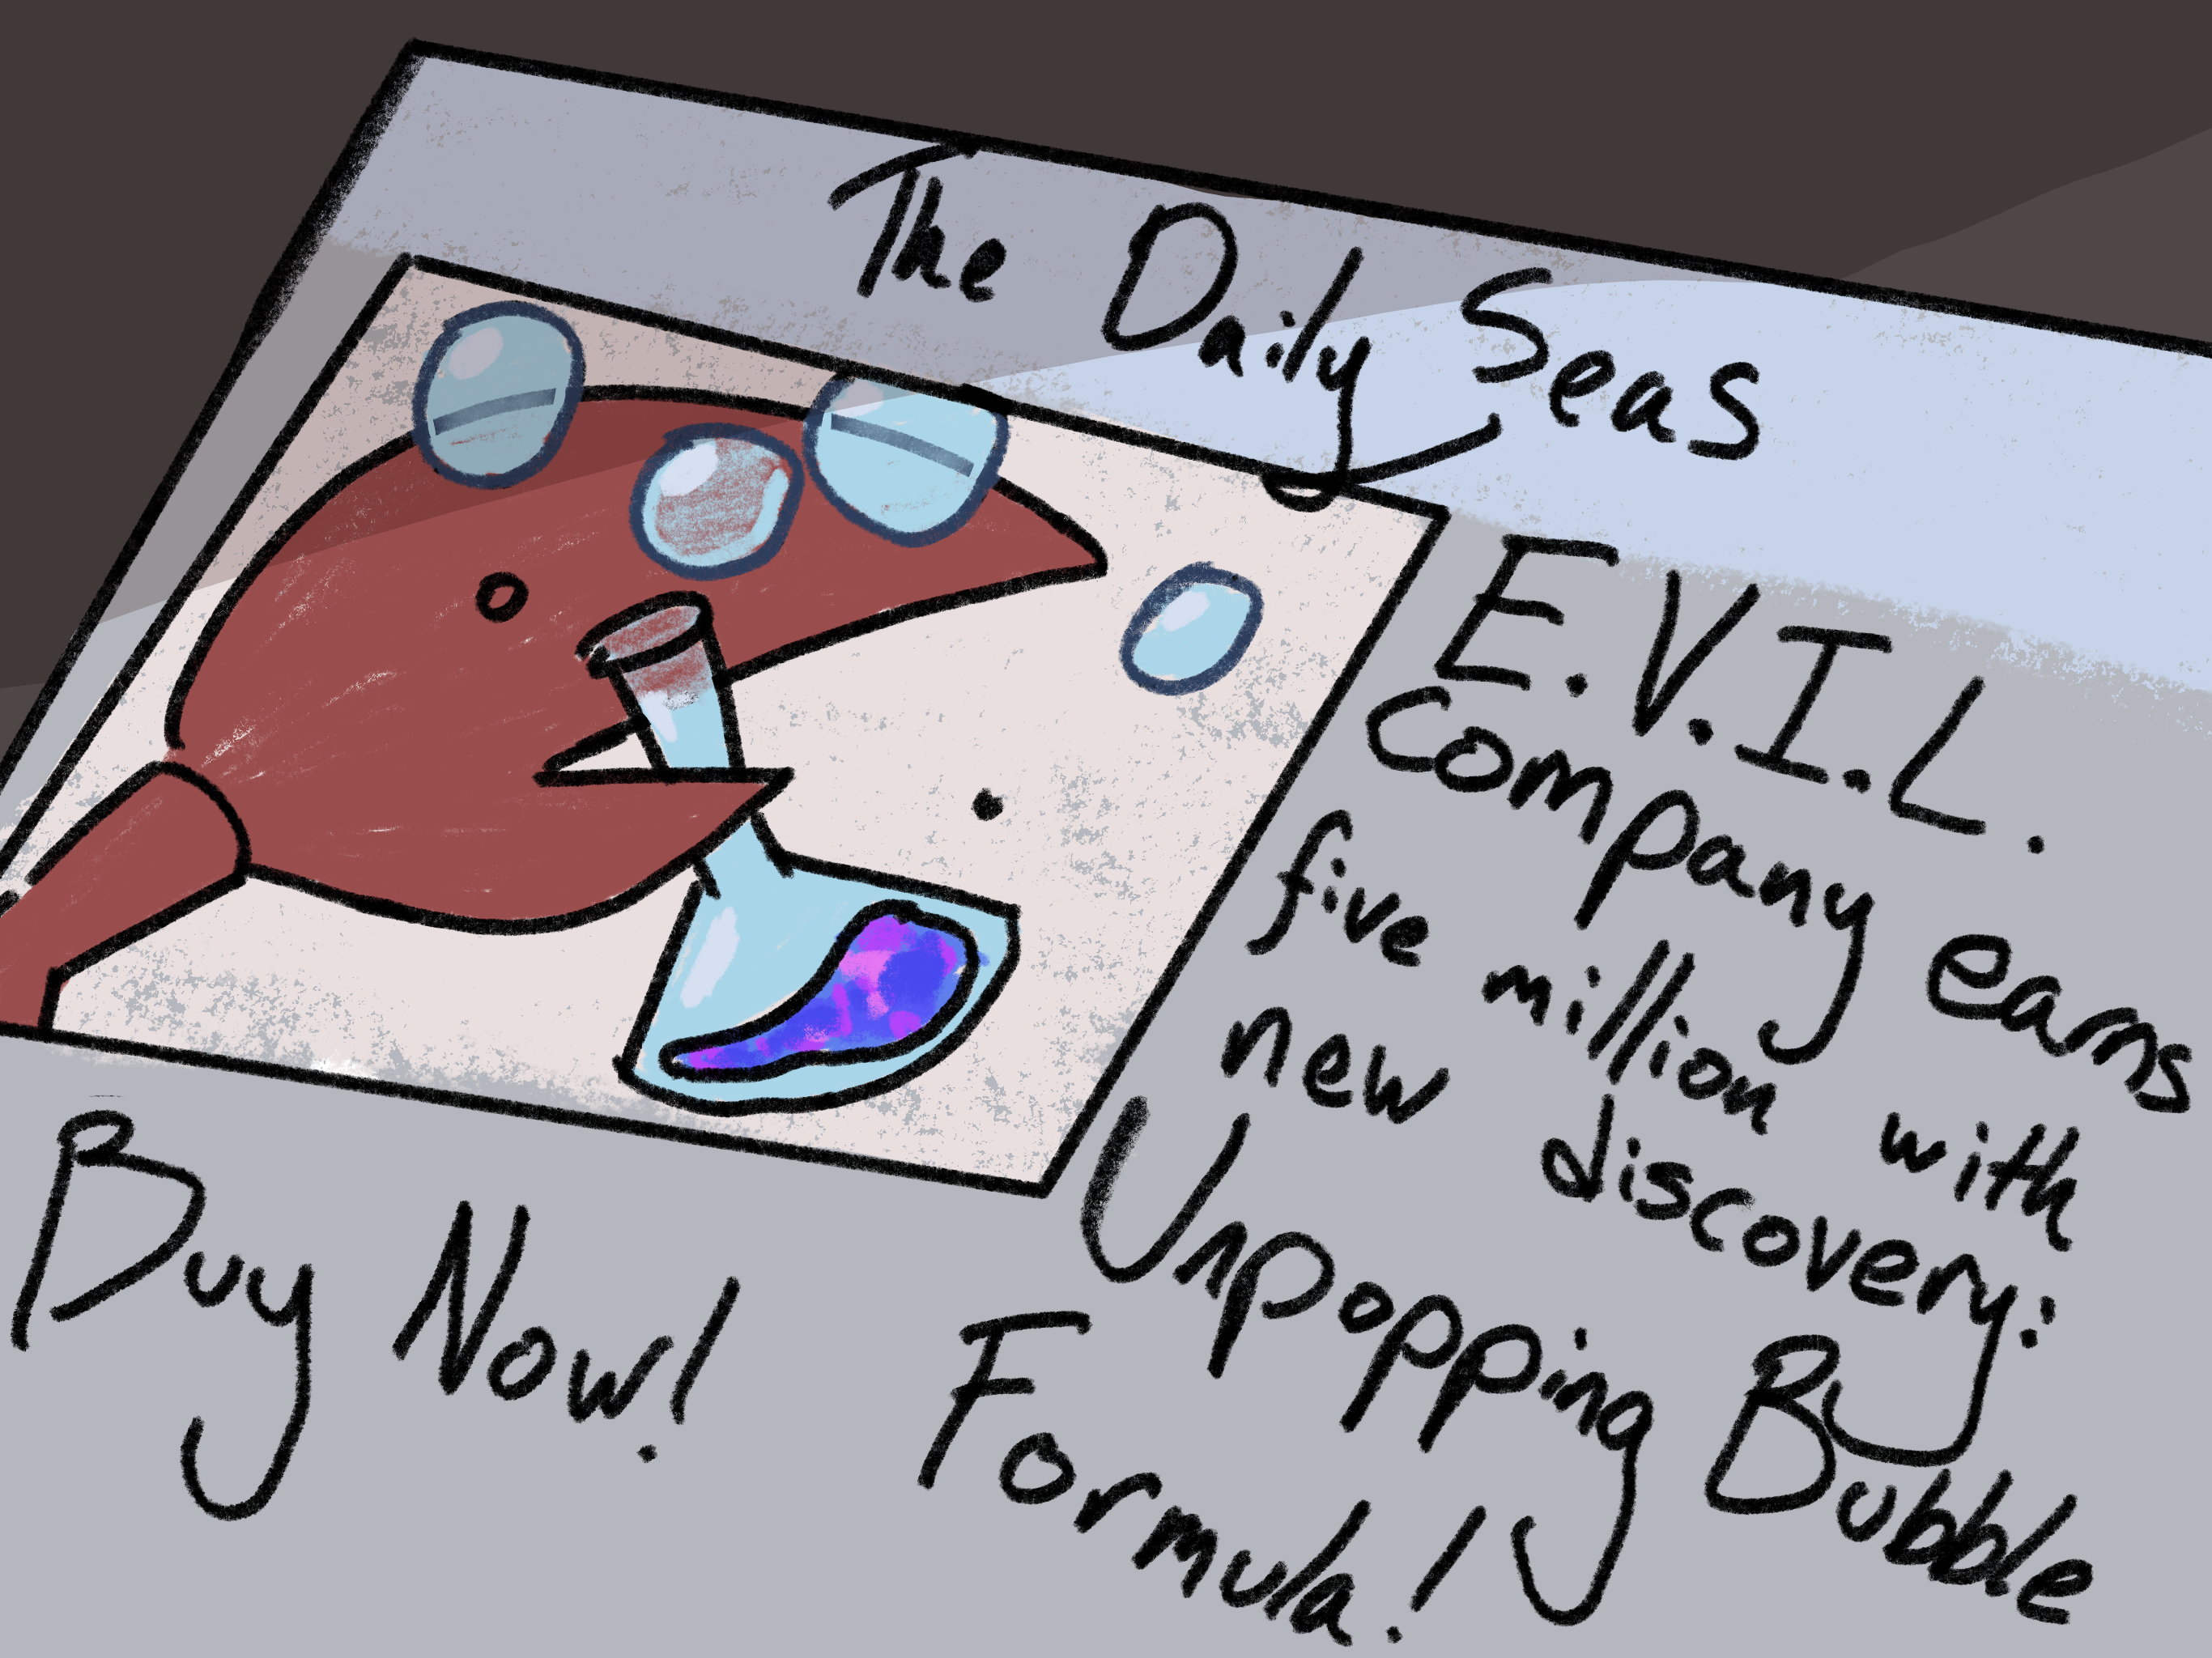 The Daily Seas
E.V.I.L.
Company earns
five million with
new discovery:
Unpopping Bubble
Formula!
Buy Now!